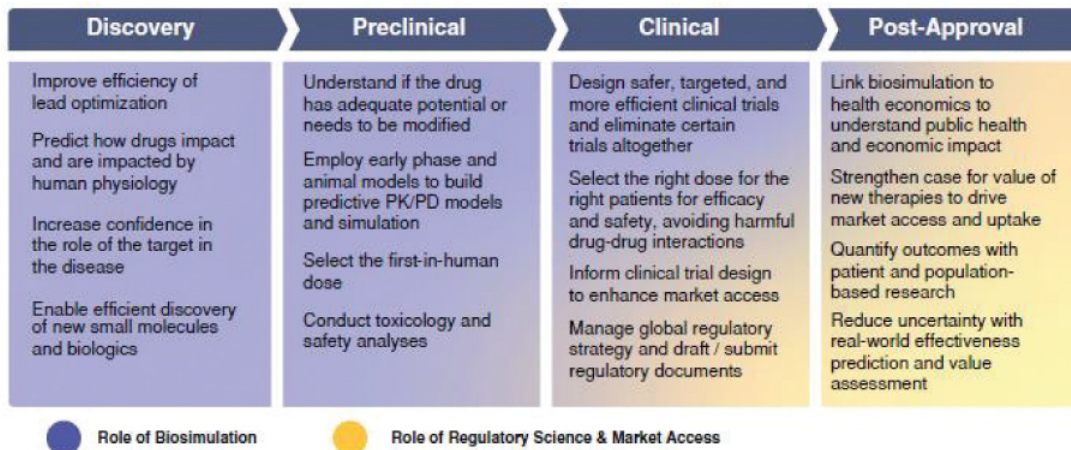 Discovery
Preclinical
Clinical
Post-Approval
Improve efficiency of
lead optimization
Predict how drugs impact
and are impacted by
human physiology
Increase confidence in
the role of the target in
the disease
Enable efficient discovery
of new small molecules
and biologics
Understand if the drug
has adequate potential or
needs to be modified
Employ early phase and
animal models to build
predictive PK/PD models
and simulation
Select the first-in-human
dose
Conduct toxicology and
safety analyses
Design safer, targeted, and
more efficient clinical trials
and eliminate certain
trials altogether
Select the right dose for the
right patients for efficacy
and safety, avoiding harmful
drug-drug interactions
Inform clinical trial design
to enhance market access
Manage global regulatory
strategy and draft / submit
regulatory documents
Link biosimulation to
health economics to
understand public health
and economic impact
Strengthen case for value of
new therapies to drive
market access and uptake
Quantify outcomes with
patient and population-
based research
Reduce uncertainty with
real-world effectiveness
prediction and value
assessment
Role of Biosimulation
Role of Regulatory Science & Market Access